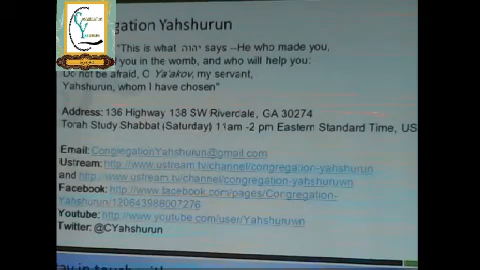 gation Yahshurun
"This is what יהוה says --He who made you,
you in the womb, and who will help you:
Do not be afraid, O Ya'akov, my servant,
Yahshurun, whom I have chosen"
Address: 136 Highway 138 SW Riverdale, GA 30274
Torah Study Shabbat (Saturday) 11am -2 pm Eastern Standard Time, US
Email: CongregationYahshurun@gmail.com
Ustream: http://www.ustream.tv/channel/congregation-yahshurun
and http://www.ustream.tv/channel/congregation-yahshuruwn
Facebook: http://www.facebook.com/pages/Congregation-
Yahshurun/120643988007276
Youtube: http://www.youtube.com/user/Yahshuruwn
Twitter: @CYahshurun